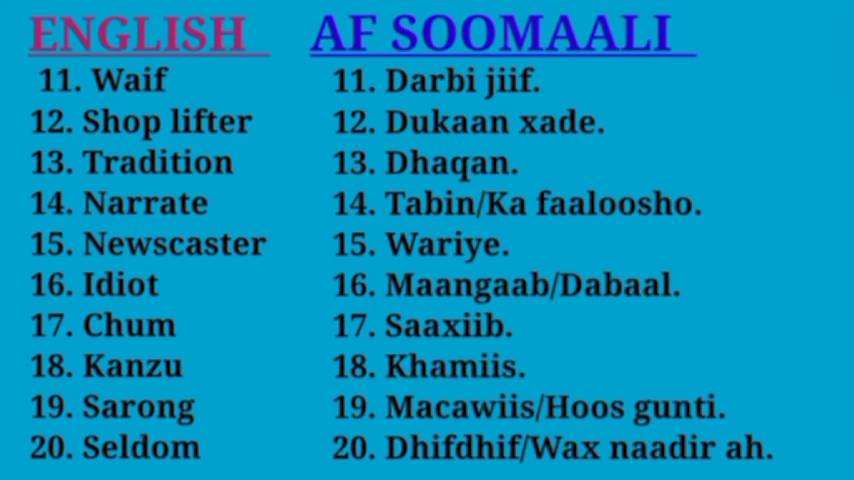 ENGLISH AF SOOMAALI
11. Waif 11. Darbi jiif.
12. Shop lifter 12. Dukaan xade.
13. Tradition 13. Dhaqan.
14. Narrate 14. Tabin/Ka faaloosho.
15. Newscaster 15. Wariye.
16. Idiot 16. Maangaab/Dabaal.
17. Chum 17. Saaxiib.
18. Kanzu 18. Khamiis.
19. Sarong 19. Macawiis/Hoos gunti.
20. Seldom 20. Dhifdhif/Wax naadir ah.